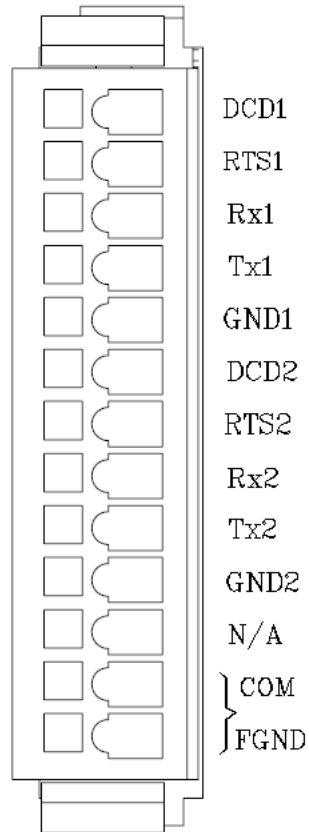 DCD1
RTS1
Rx1
Tx1
GND1
DCD2
RTS2
Rx2
Tx2
GND2
N/A
COM
FGND